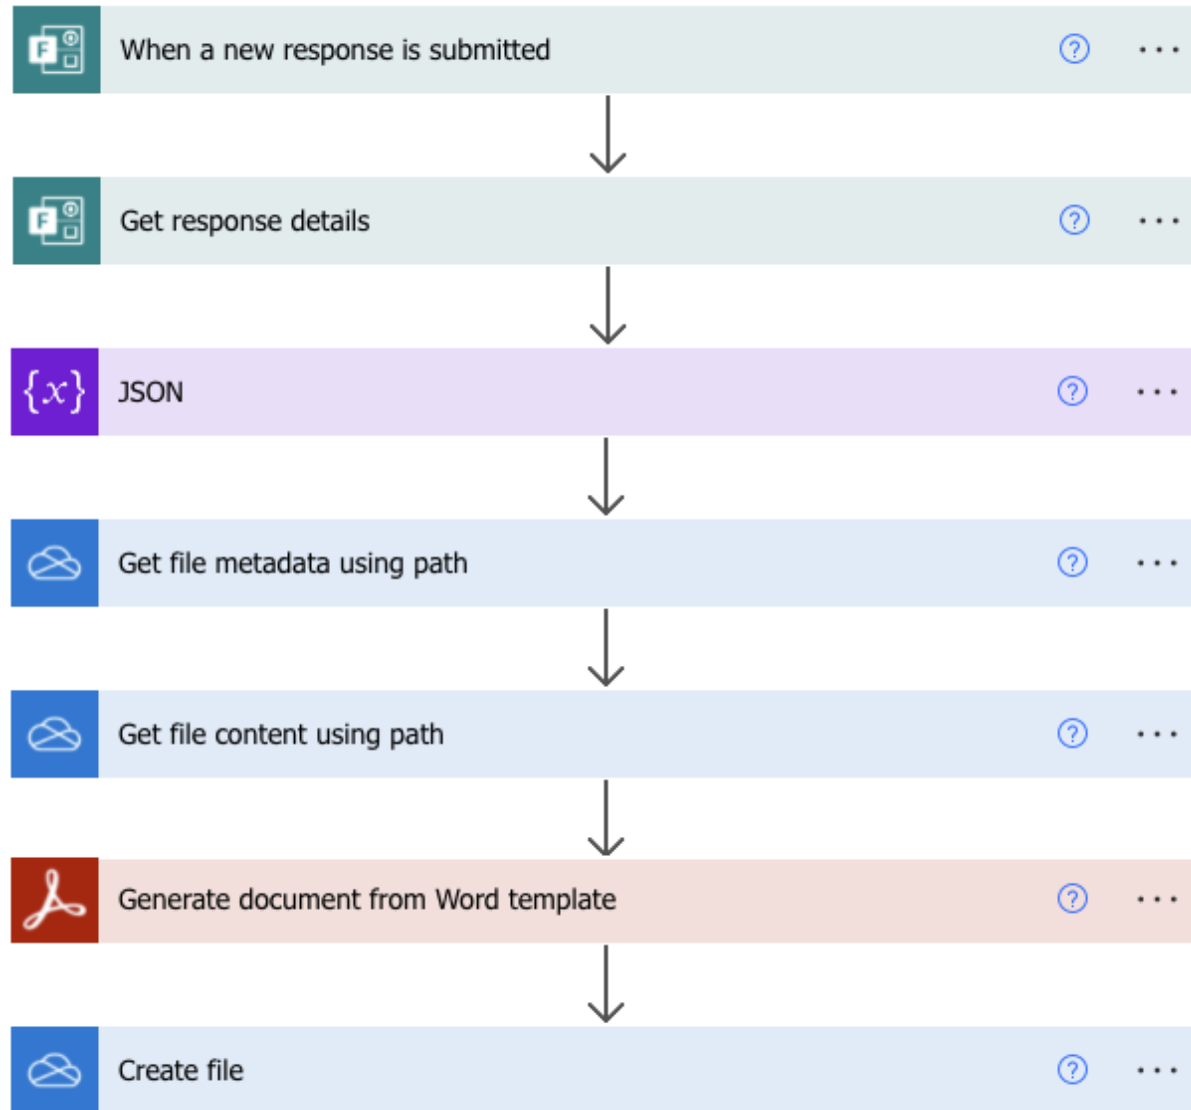 When a new response is submitted
Get response details
{x} JSON
Get file metadata using path
Get file content using path
Generate document from Word template
Create file